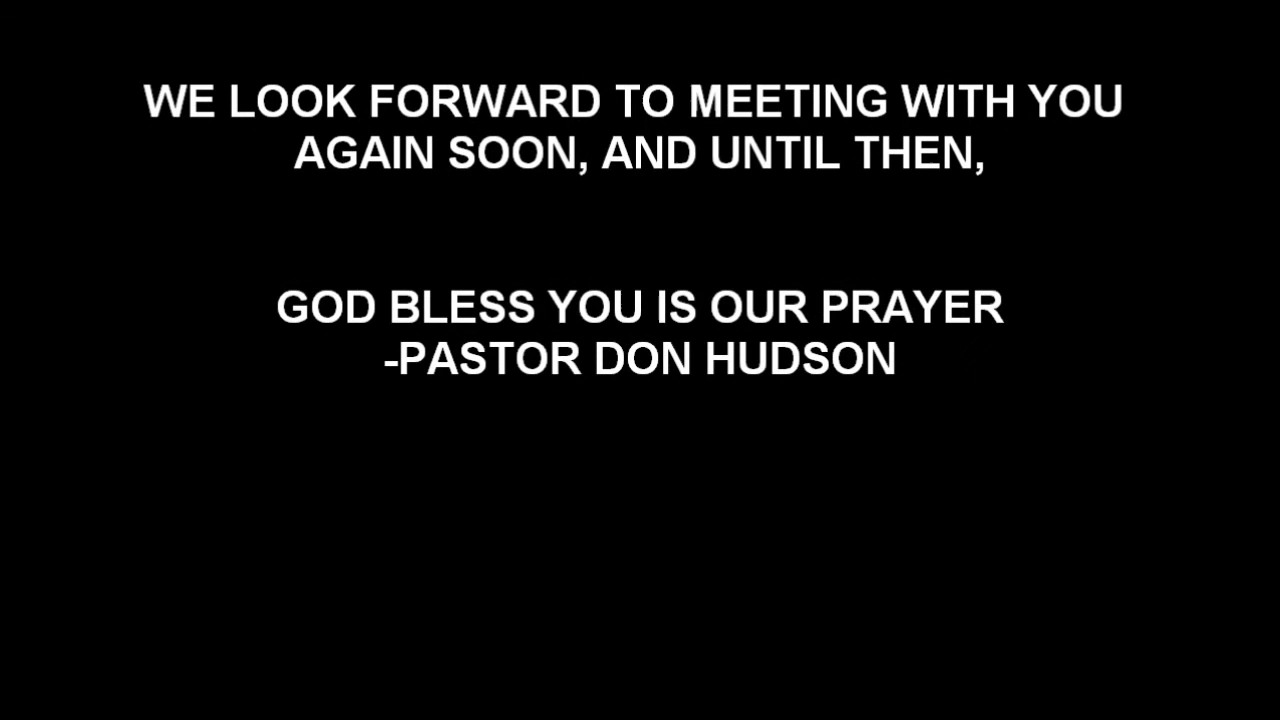 WE LOOK FORWARD TO MEETING WITH YOU
AGAIN SOON, AND UNTIL THEN,
GOD BLESS YOU IS OUR PRAYER
-PASTOR DON HUDSON